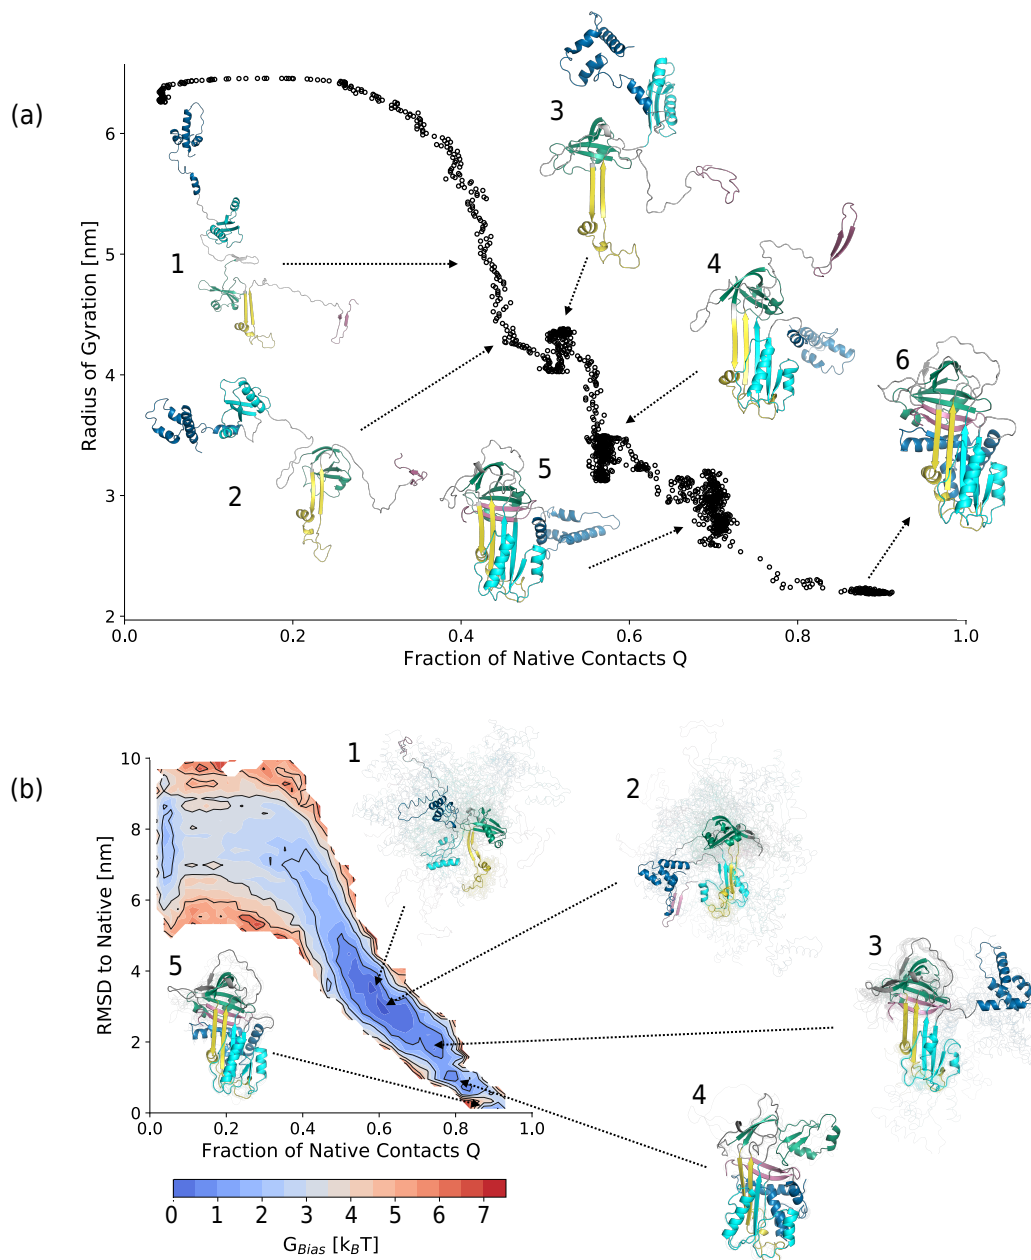 (a)
Radius of Gyration [nm]
6
5
4
3
2
0.0 0.2 0.4 0.6 0.8 1.0
Fraction of Native Contacts Q
1
2
3
4
5
6
(b)
RMSD to Native [nm]
10
8
6
4
2
0
0.0 0.2 0.4 0.6 0.8 1.0
Fraction of Native Contacts Q
1
2
3
4
5
0 1 2 3 4 5 6 7
G_Bias [k_BT]